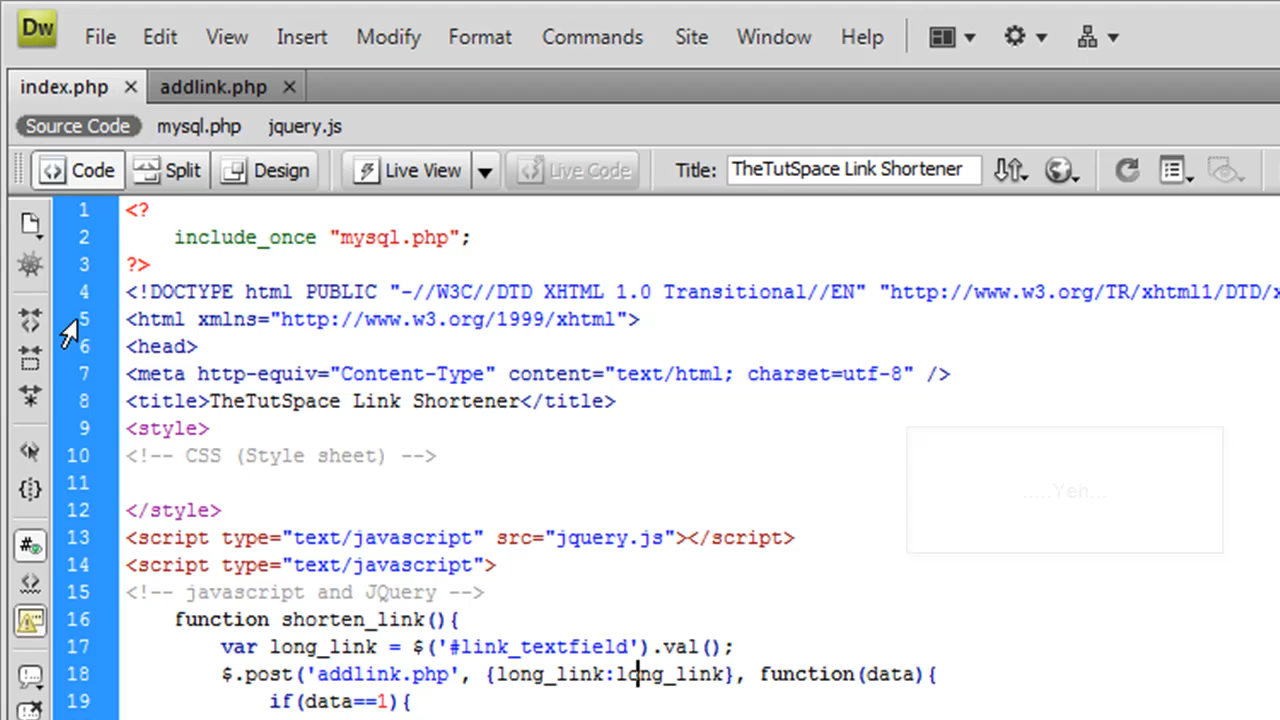 Dw File Edit View Insert Modify Format Commands Site Window Help
index.php addlink.php
Source Code mysql.php jquery.js
Code Split Design Live View Live Code Title: TheTutSpace Link Shortener
1 <?
2 include_once "mysql.php";
3 ?>
4 <!DOCTYPE html PUBLIC "-//W3C//DTD XHTML 1.0 Transitional//EN" "http://www.w3.org/TR/xhtml1/DTD/x
5 <html xmlns="http://www.w3.org/1999/xhtml">
6 <head>
7 <meta http-equiv="Content-Type" content="text/html; charset=utf-8" />
8 <title>TheTutSpace Link Shortener</title>
9 <style>
10 <!-- CSS (Style sheet) -->
.....Yeh...
11
12 </style>
13 <script type="text/javascript" src="jquery.js"></script>
14 <script type="text/javascript">
15 <!-- javascript and JQuery -->
16 function shorten_link(){
17 var long_link = $('#link_textfield').val();
18 $.post('addlink.php', {long_link:long_link}, function(data){
19 if(data==1){